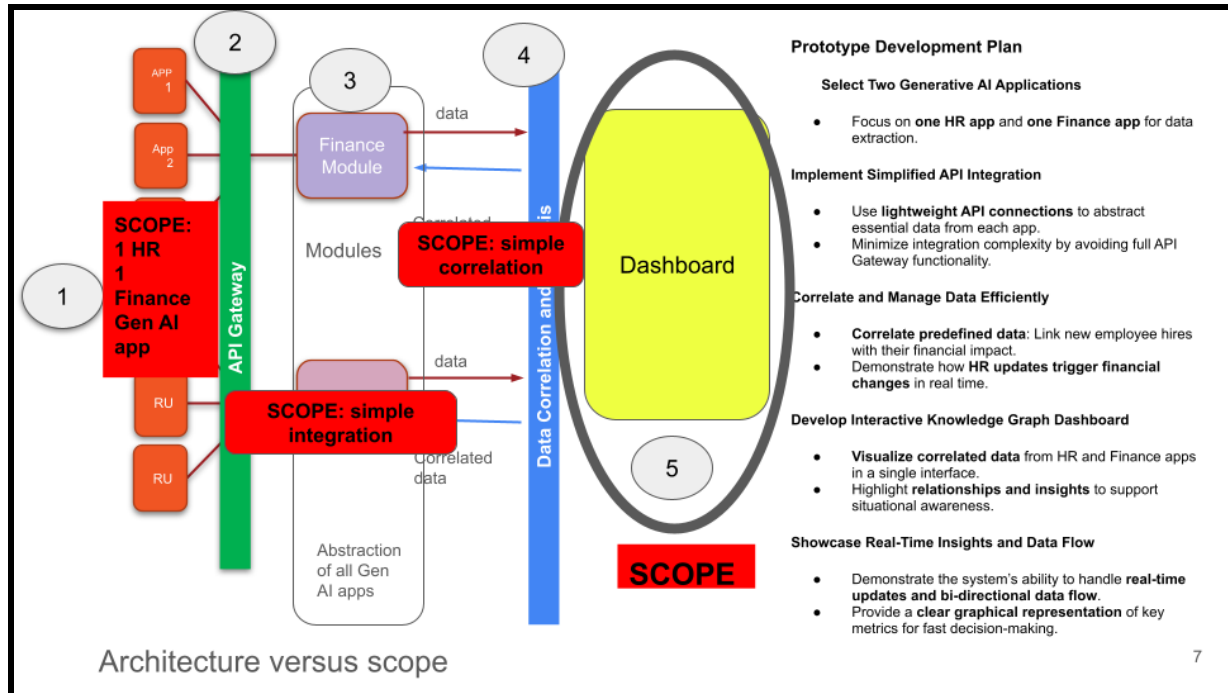 2
4
3
APP
1
App
2
SCOPE:
1 HR
1
Finance
Gen AI
app
1
RU
RU
API Gateway
Finance
Module
Modules
data
SCOPE: simple
correlation
data
SCOPE: simple
integration
Correlated
data
Abstraction
of all Gen
AI apps
Data Correlation and
Dashboard
5
SCOPE
Prototype Development Plan
Select Two Generative AI Applications
● Focus on one HR app and one Finance app for data
extraction.
Implement Simplified API Integration
● Use lightweight API connections to abstract
essential data from each app.
● Minimize integration complexity by avoiding full API
Gateway functionality.
Correlate and Manage Data Efficiently
● Correlate predefined data: Link new employee hires
with their financial impact.
● Demonstrate how HR updates trigger financial
changes in real time.
Develop Interactive Knowledge Graph Dashboard
● Visualize correlated data from HR and Finance apps
in a single interface.
● Highlight relationships and insights to support
situational awareness.
Showcase Real-Time Insights and Data Flow
● Demonstrate the system's ability to handle real-time
updates and bi-directional data flow.
● Provide a clear graphical representation of key
metrics for fast decision-making.
Architecture versus scope
7